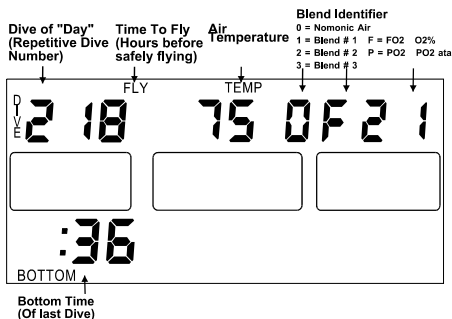 Dive of "Day"
(Repetitive Dive
Number)
Time To Fly
(Hours before
safely flying)
Air
Temperature
Blend Identifier
0 = Nomonic Air
1 = Blend # 1 F = FO2 O2%
2 = Blend # 2 P = PO2 PO2 ata
3 = Blend # 3
FLY TEMP
DIVE 2 18 75 0F21
:36
BOTTOM
Bottom Time
(Of last Dive)